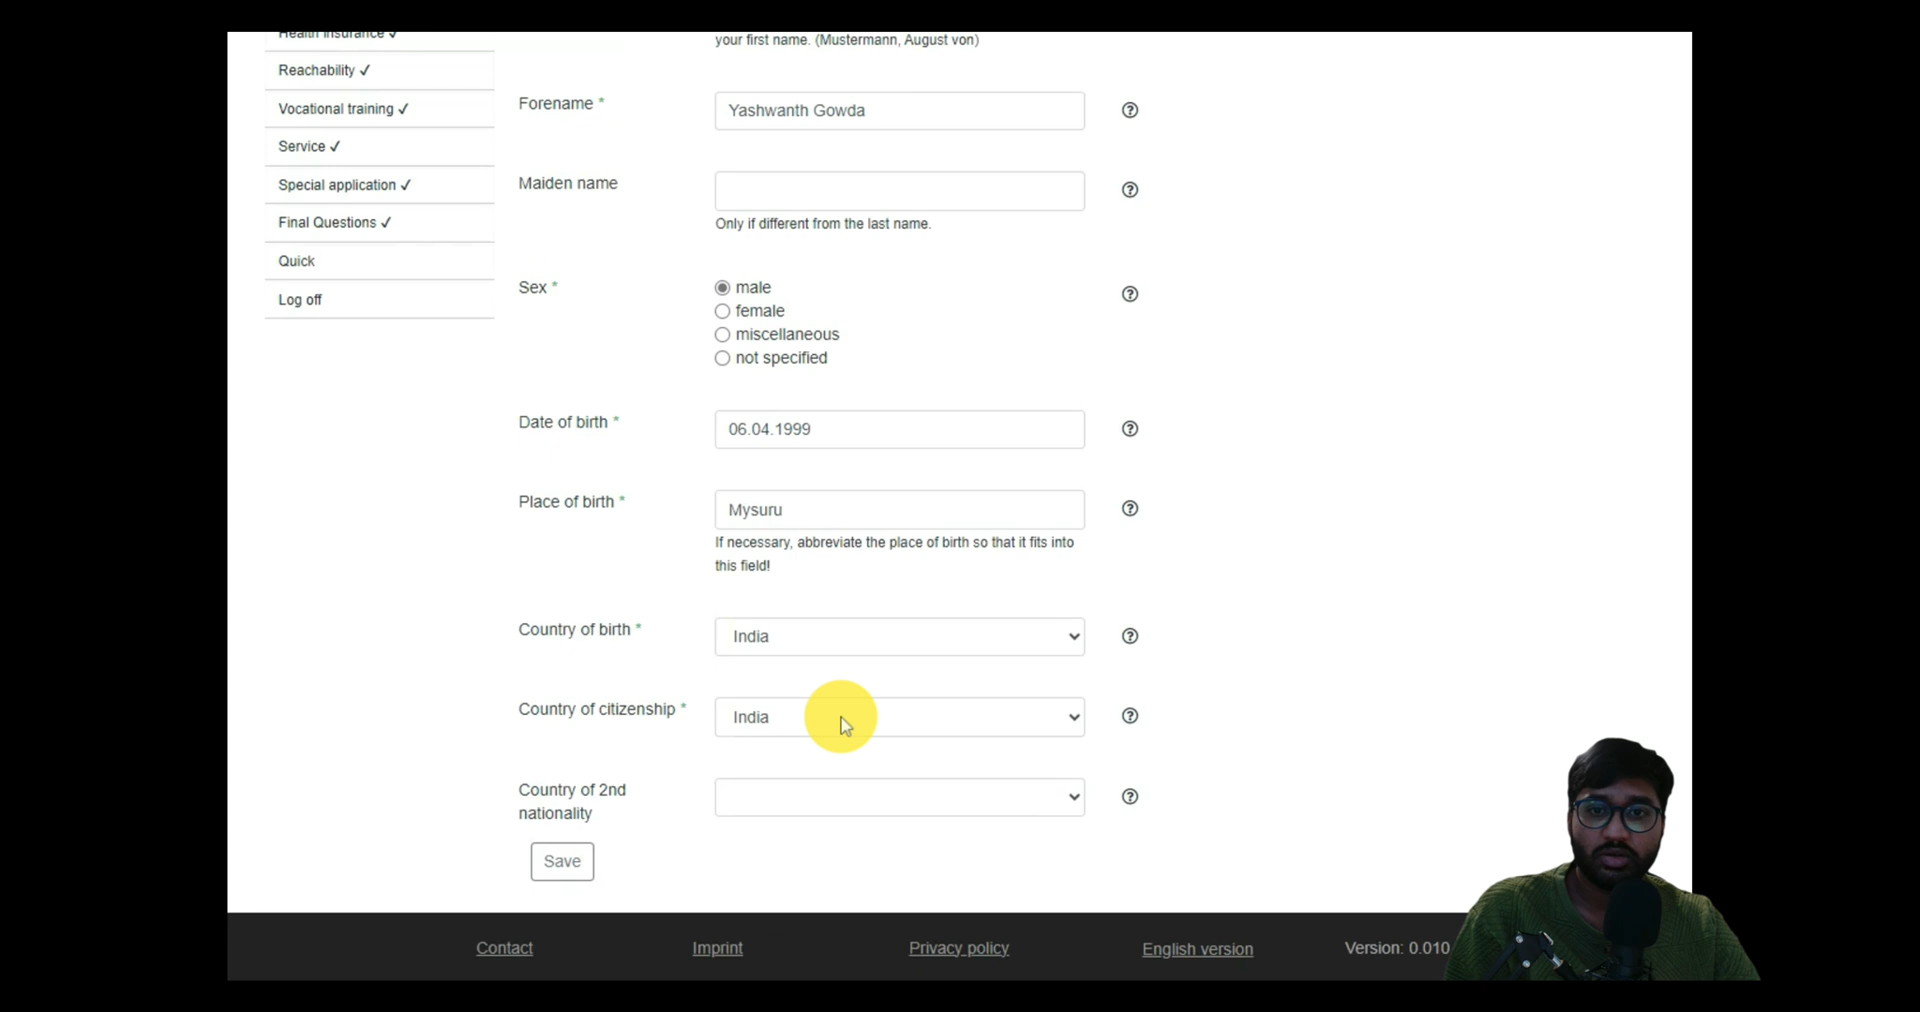 Health insurance ✓
Reachability ✓
Vocational training ✓
Service ✓
Special application ✓
Final Questions ✓
Quick
Log off
your first name. (Mustermann, August von)
Forename *
Yashwanth Gowda
Maiden name
Only if different from the last name.
Sex *
male
female
miscellaneous
not specified
Date of birth *
06.04.1999
Place of birth *
Mysuru
If necessary, abbreviate the place of birth so that it fits into
this field!
Country of birth *
India
Country of citizenship *
India
Country of 2nd
nationality
Save
Contact
Imprint
Privacy policy
English version
Version: 0.010